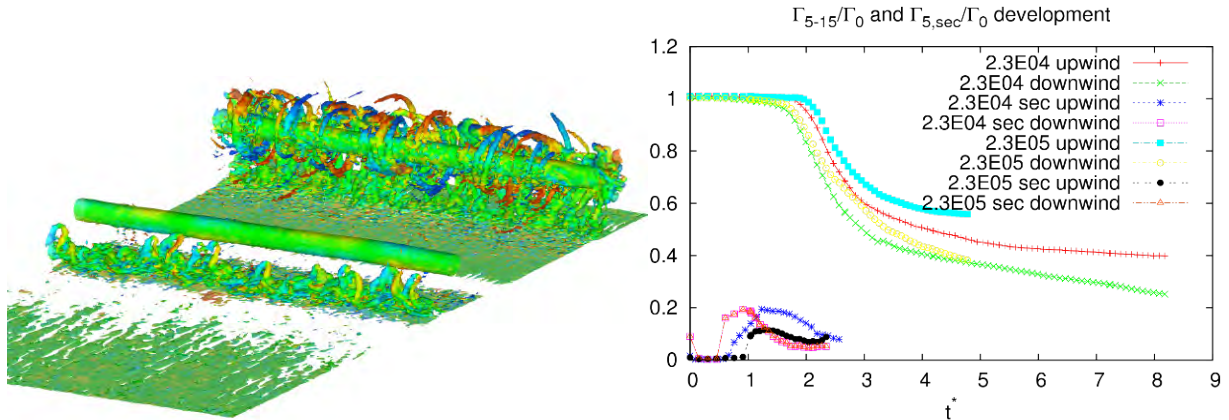 Γ5-15/Γ0 and Γ5,sec/Γ0 development
1.2
1
0.8
0.6
0.4
0.2
0
2.3E04 upwind
2.3E04 downwind
2.3E04 sec upwind
2.3E04 sec downwind
2.3E05 upwind
2.3E05 downwind
2.3E05 sec upwind
2.3E05 sec downwind
0 1 2 3 4 5 6 7 8 9
t*